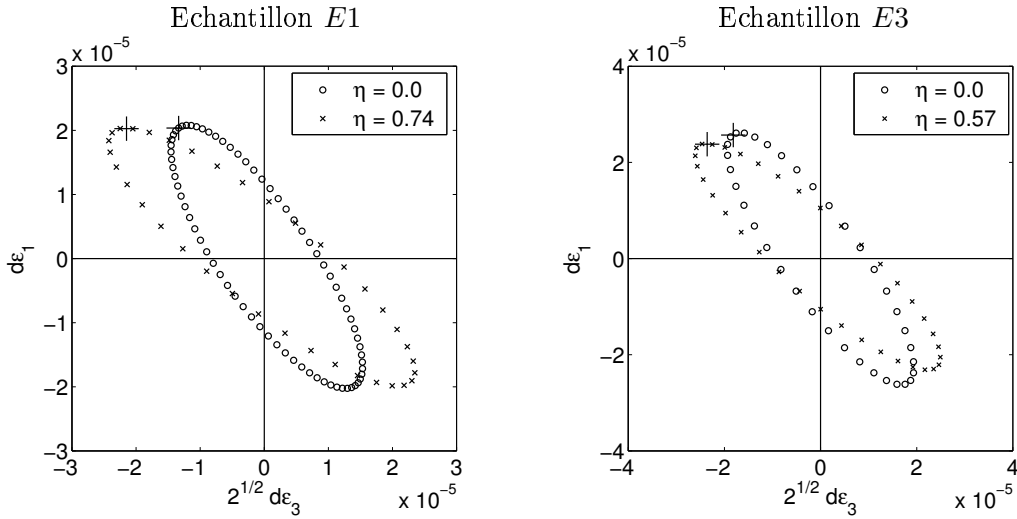 Echantillon E1
x 10⁻⁵
3
2
1
0
−1
−2
−3
dε₁
−3 −2 −1 0 1 2 3
x 10⁻⁵
2^{1/2} dε₃
η = 0.0
η = 0.74
Echantillon E3
x 10⁻⁵
4
2
0
−2
−4
dε₁
−4 −2 0 2 4
x 10⁻⁵
2^{1/2} dε₃
η = 0.0
η = 0.57